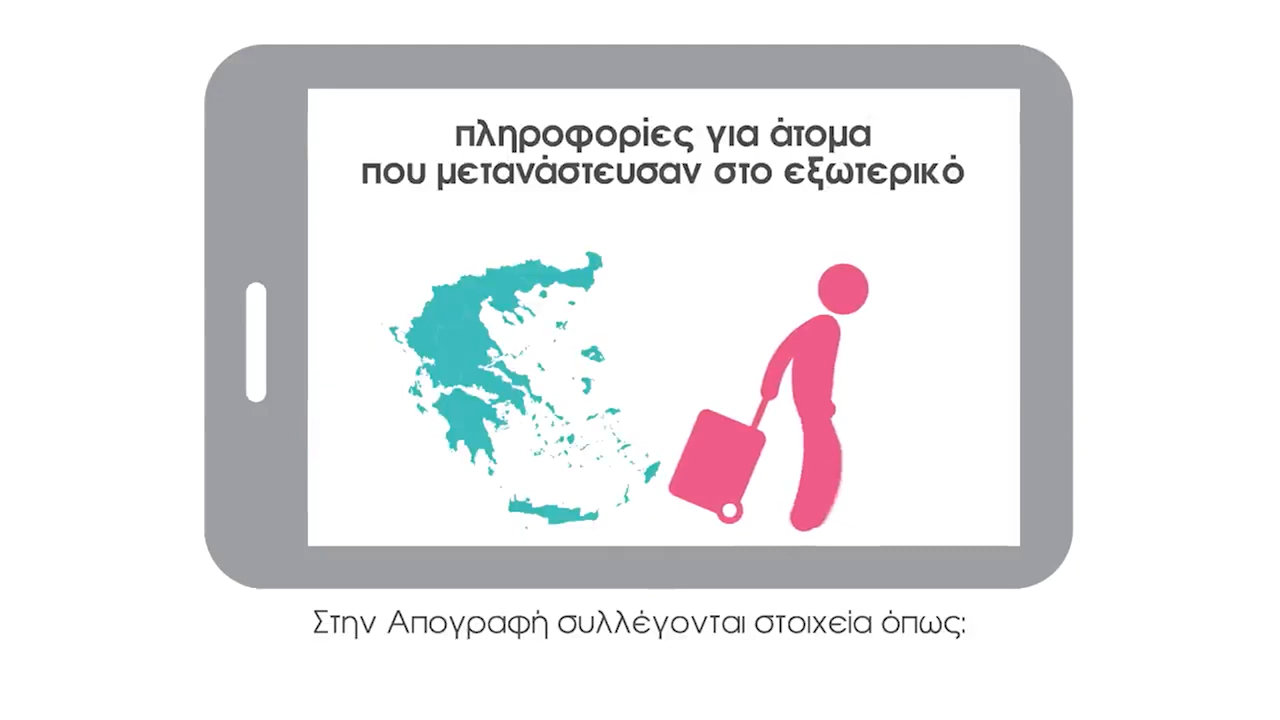 πληροφορίες για άτομα
που μετανάστευσαν στο εξωτερικό
Στην Απογραφή συλλέγονται στοιχεία όπως: